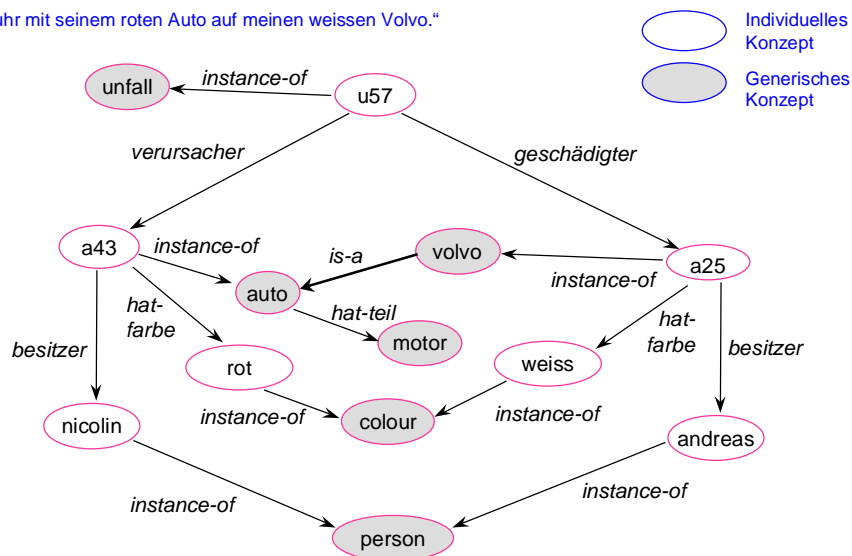 uhr mit seinem roten Auto auf meinen weissen Volvo.“
Individuelles
Konzept
Generisches
Konzept
unfall
instance-of
u57
verursacher
geschädigter
a43
instance-of
is-a
volvo
instance-of
a25
auto
hat-
farbe
hat-teil
motor
hat-
farbe
besitzer
besitzer
rot
weiss
instance-of
colour
instance-of
nicolin
andreas
instance-of
instance-of
person